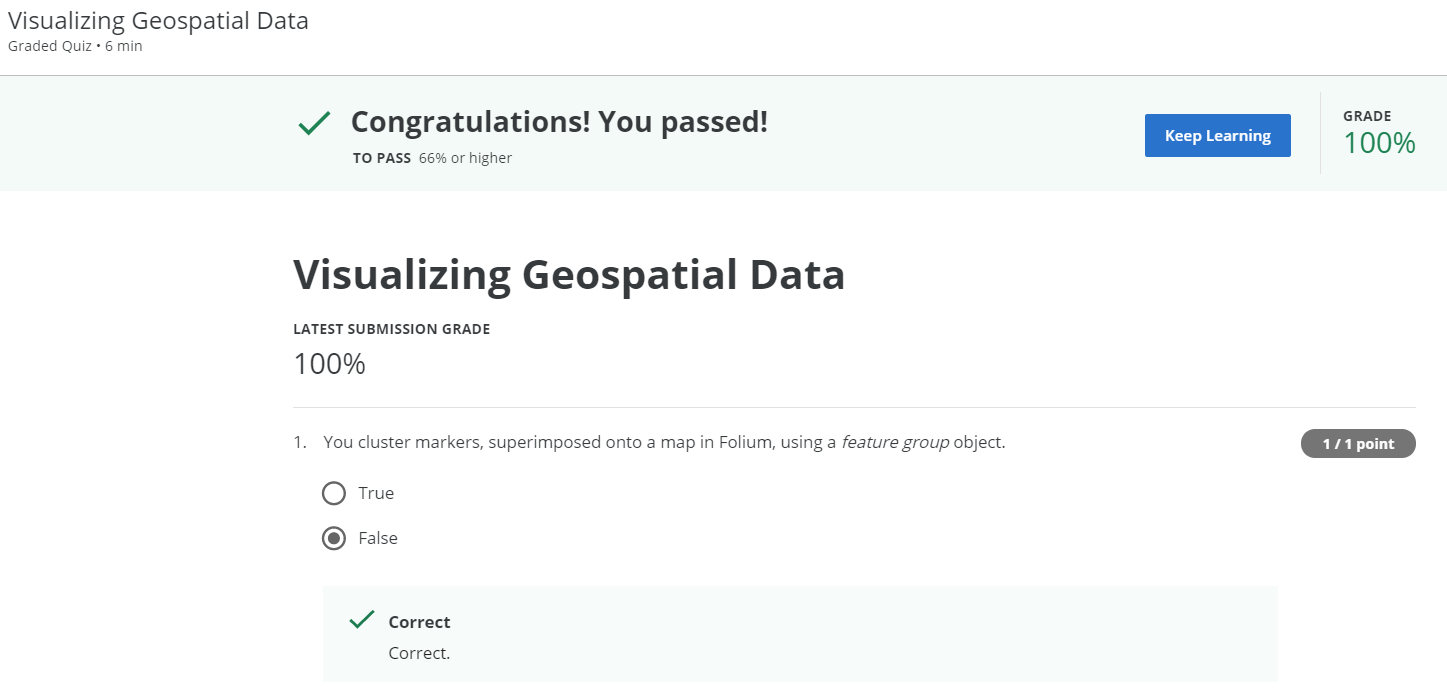 Visualizing Geospatial Data
Graded Quiz • 6 min
Congratulations! You passed!
TO PASS 66% or higher
Keep Learning
GRADE
100%
Visualizing Geospatial Data
LATEST SUBMISSION GRADE
100%
1. You cluster markers, superimposed onto a map in Folium, using a feature group object.
1 / 1 point
True
False
Correct
Correct.